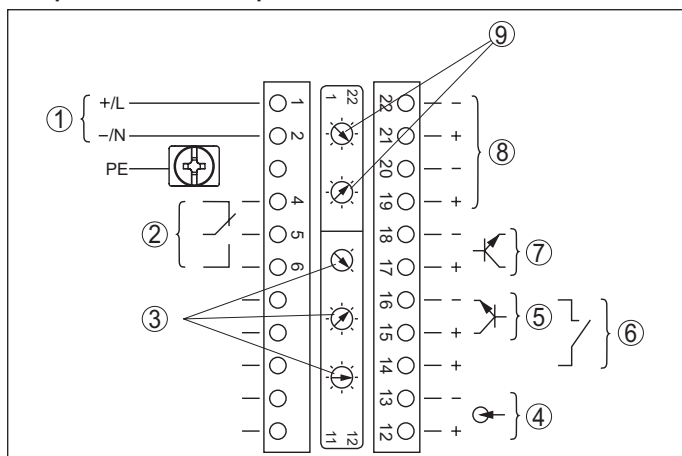 ⑨
① +/L 1 1 22 22 −
−/N 2 21 + ⑧
PE 20 −
4 19 +
② 5 18 − ⑦
6 17 +
③ 16 − ⑤ ⑥
15 +
14 +
13 − ④
11 12 12 +